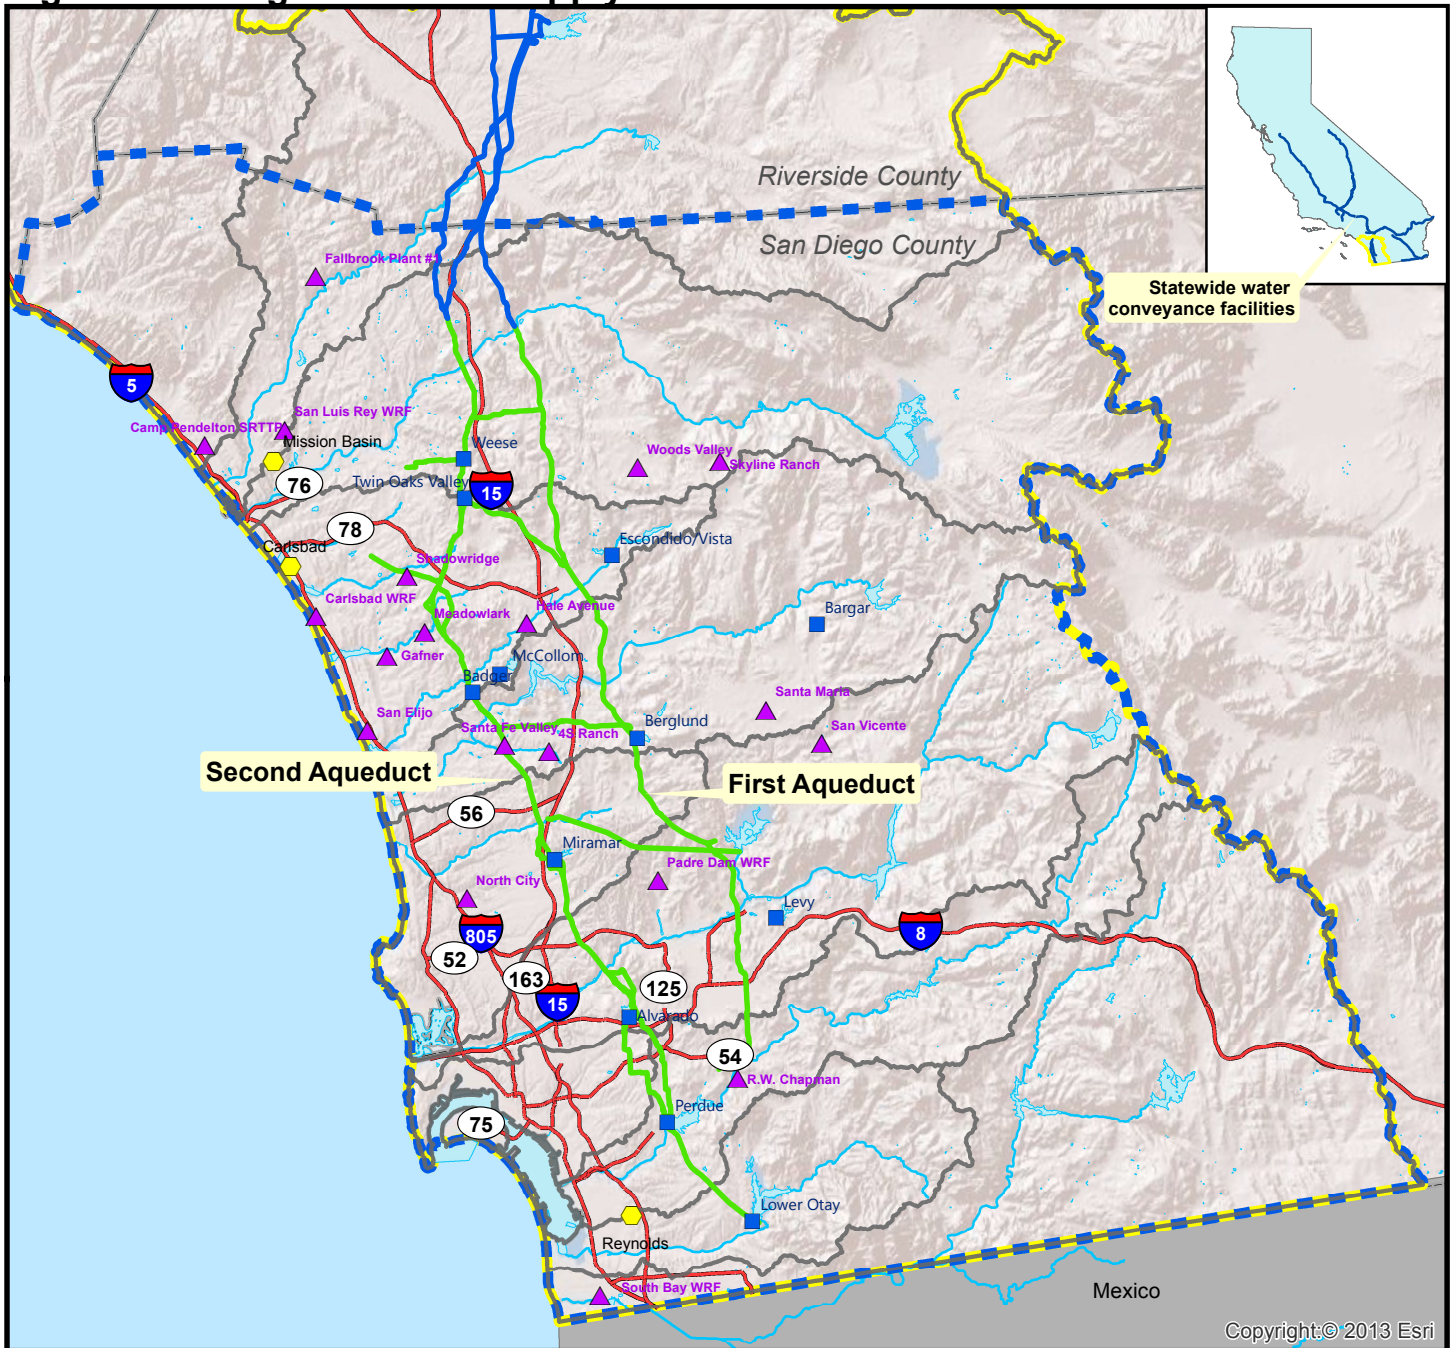 Riverside County
San Diego County
Statewide water
conveyance facilities
Fallbrook Plant #2
5
San Luis Rey WRF
Camp Pendelton SRTTP
Mission Basin
Weese
Woods Valley
Skyline Ranch
76
Twin Oaks Valley
15
78
Escondido/Vista
Carlsbad
Shadowridge
Carlsbad WRF
Meadowlark
Hale Avenue
Bargar
Gafner
McCollom
Badger
Santa Maria
San Elijo
Santa Fe Valley
4S Ranch
Berglund
San Vicente
Second Aqueduct
First Aqueduct
56
Miramar
Padre Dam WRF
North City
Levy
805
8
52
163
125
15
Alvarado
54
R.W. Chapman
Perdue
75
Lower Otay
Reynolds
South Bay WRF
Mexico
Copyright:© 2013 Esri